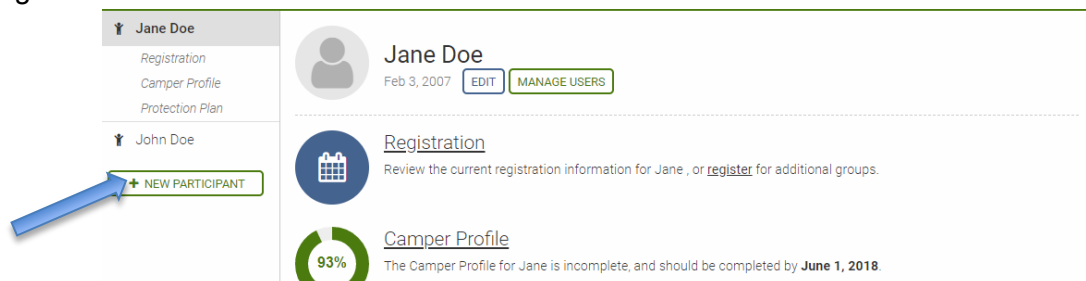 Jane Doe
Registration
Camper Profile
Protection Plan
John Doe
+ NEW PARTICIPANT
Jane Doe
Feb 3, 2007 EDIT MANAGE USERS
Registration
Review the current registration information for Jane , or register for additional groups.
Camper Profile
93%
The Camper Profile for Jane is incomplete, and should be completed by June 1, 2018.